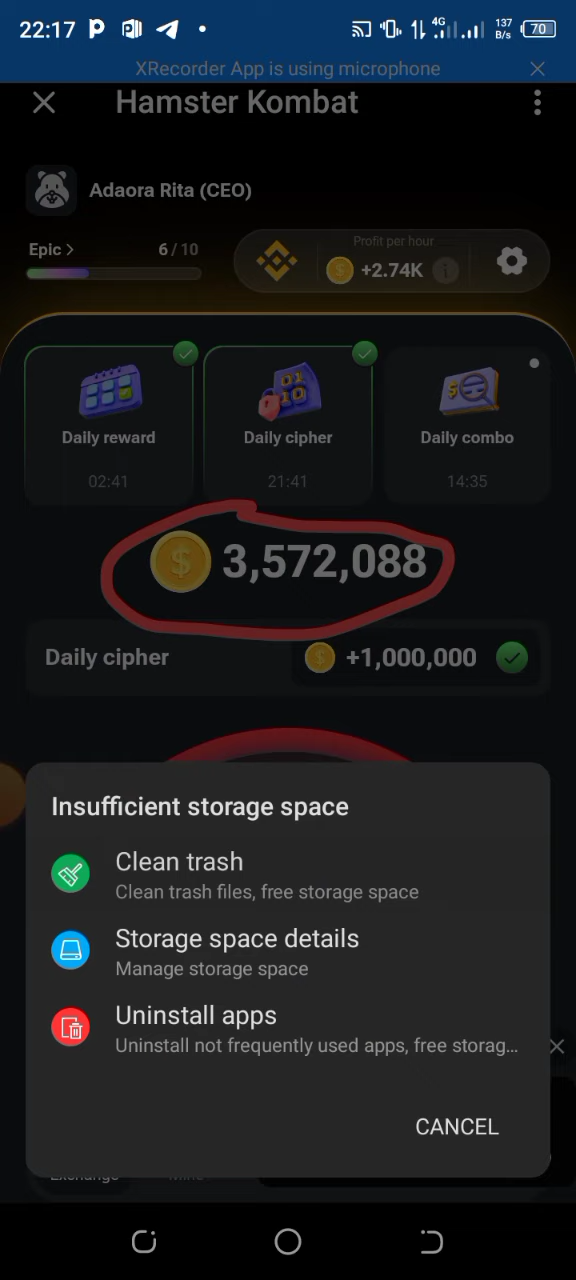 22:17
4G
137 B/s
70
XRecorder App is using microphone
Hamster Kombat
Adaora Rita (CEO)
Epic >
6 / 10
Profit per hour
+2.74K
Daily reward
02:41
Daily cipher
21:41
Daily combo
14:35
3,572,088
Daily cipher
+1,000,000
Insufficient storage space
Clean trash
Clean trash files, free storage space
Storage space details
Manage storage space
Uninstall apps
Uninstall not frequently used apps, free storag...
CANCEL
Exchange
Mine